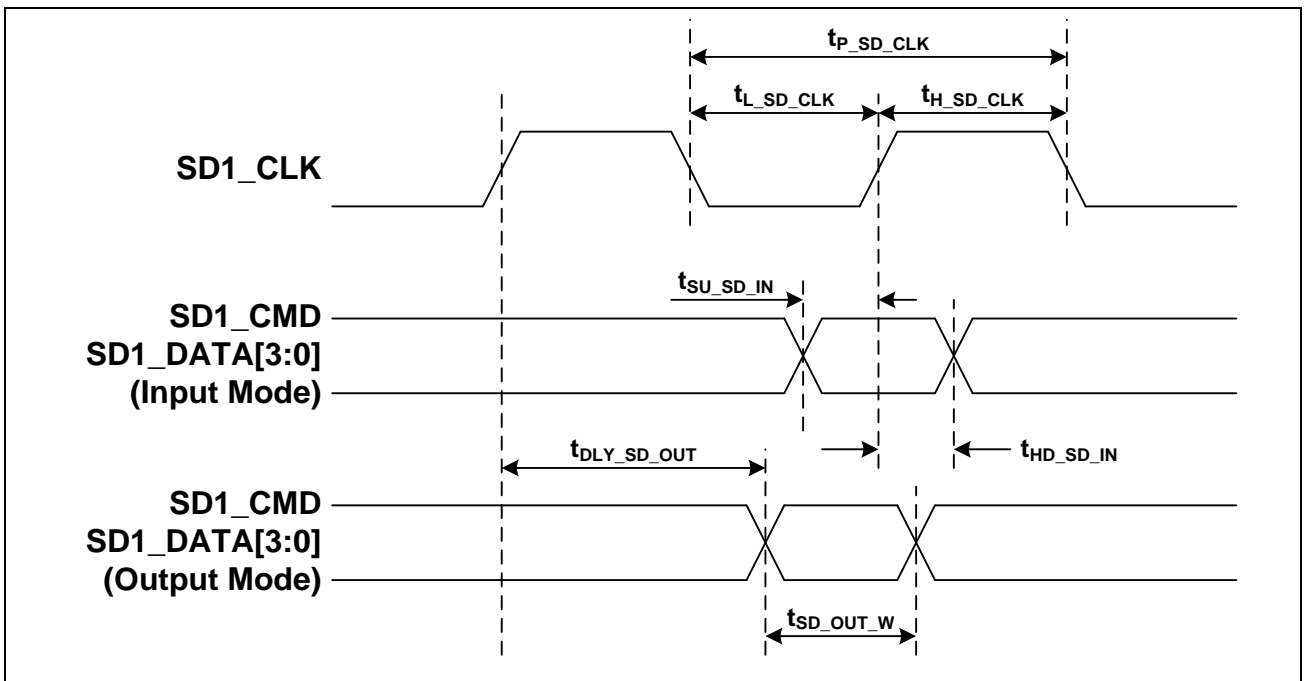 tP_SD_CLK
tL_SD_CLK
tH_SD_CLK
SD1_CLK
tSU_SD_IN
SD1_CMD
SD1_DATA[3:0]
(Input Mode)
tHD_SD_IN
tDLY_SD_OUT
SD1_CMD
SD1_DATA[3:0]
(Output Mode)
tSD_OUT_W